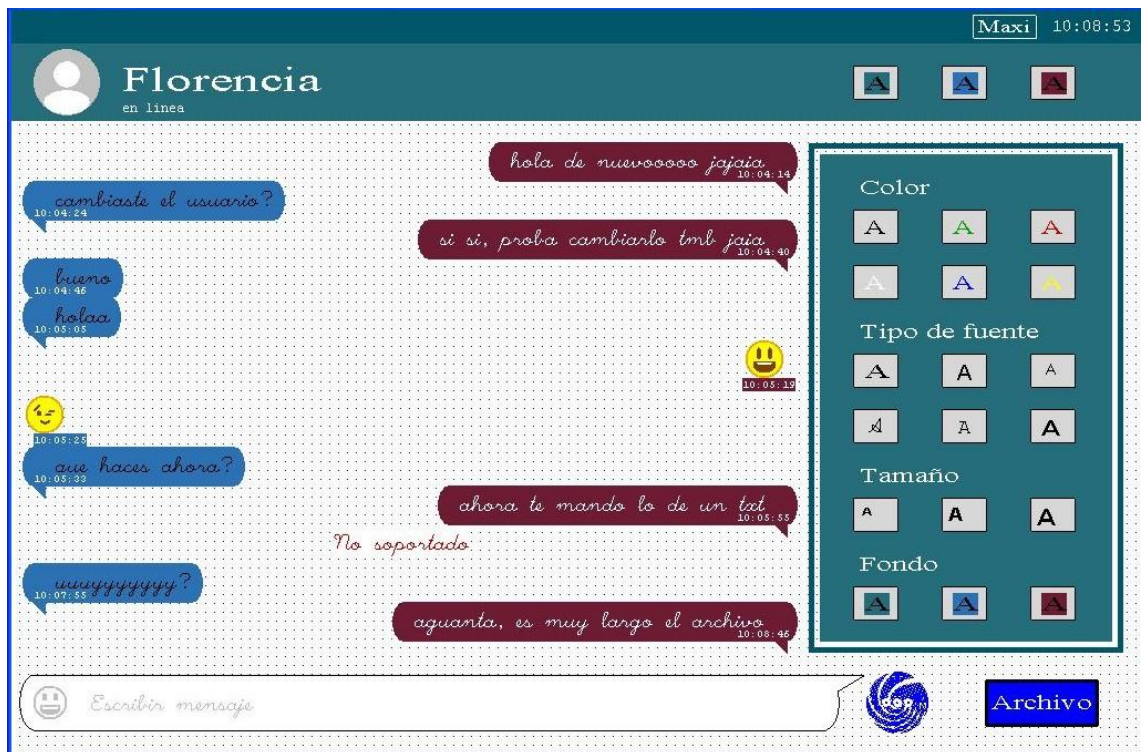 Maxi 10:08:53
Florencia
en linea
A A A
hola de nuevooooo jajaia
10:04:14
cambiaste el usuario?
10:04:24
si si, proba cambiarlo tmb jaia
10:04:40
bueno
10:04:46
holaa
10:05:05
10:05:19
10:05:25
que haces ahora?
10:05:33
ahora te mando lo de un txt
10:05:55
No soportado
uuuyyyyyyy?
10:07:55
aguanta, es muy largo el archivo
10:08:46
Color
A A A
A A A
Tipo de fuente
A A A
A A A
Tamaño
A A A
Fondo
A A A
Escribir mensaje
Archivo